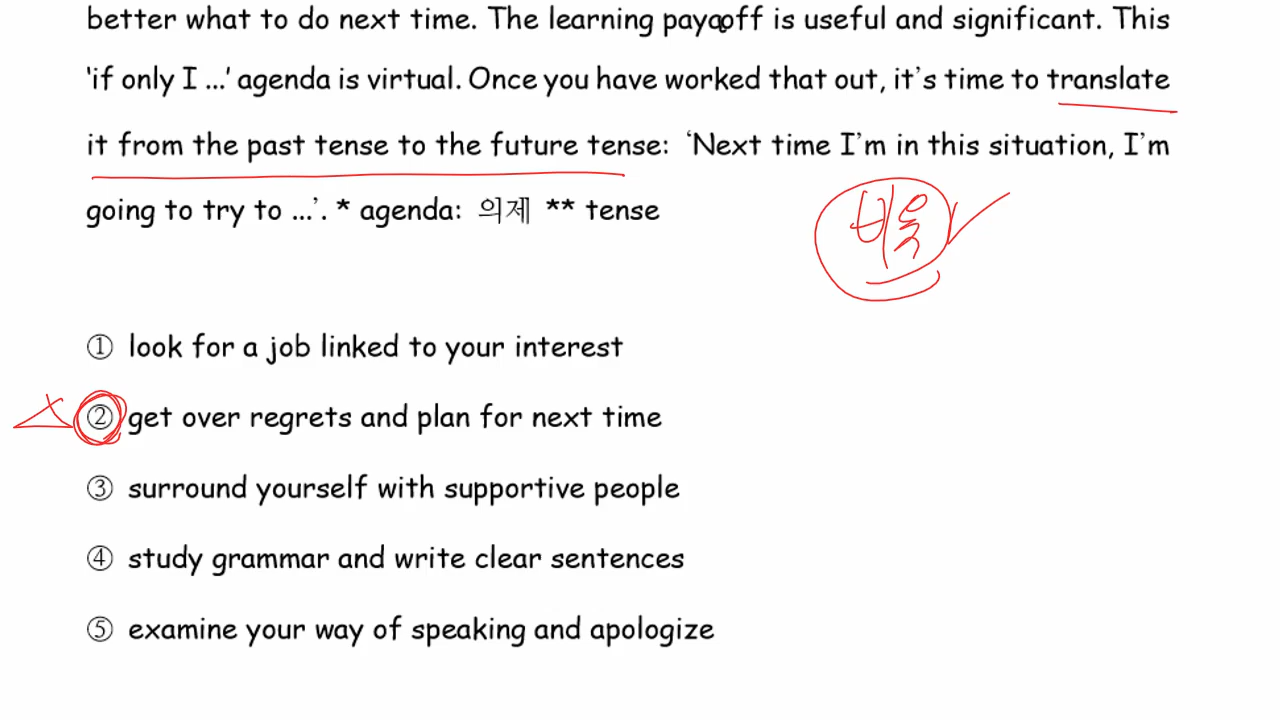 better what to do next time. The learning payaoff is useful and significant. This
‘if only I ...’ agenda is virtual. Once you have worked that out, it’s time to translate
it from the past tense to the future tense: ‘Next time I’m in this situation, I’m
going to try to ...’. * agenda: 의제 ** tense
비유
① look for a job linked to your interest
② get over regrets and plan for next time
③ surround yourself with supportive people
④ study grammar and write clear sentences
⑤ examine your way of speaking and apologize